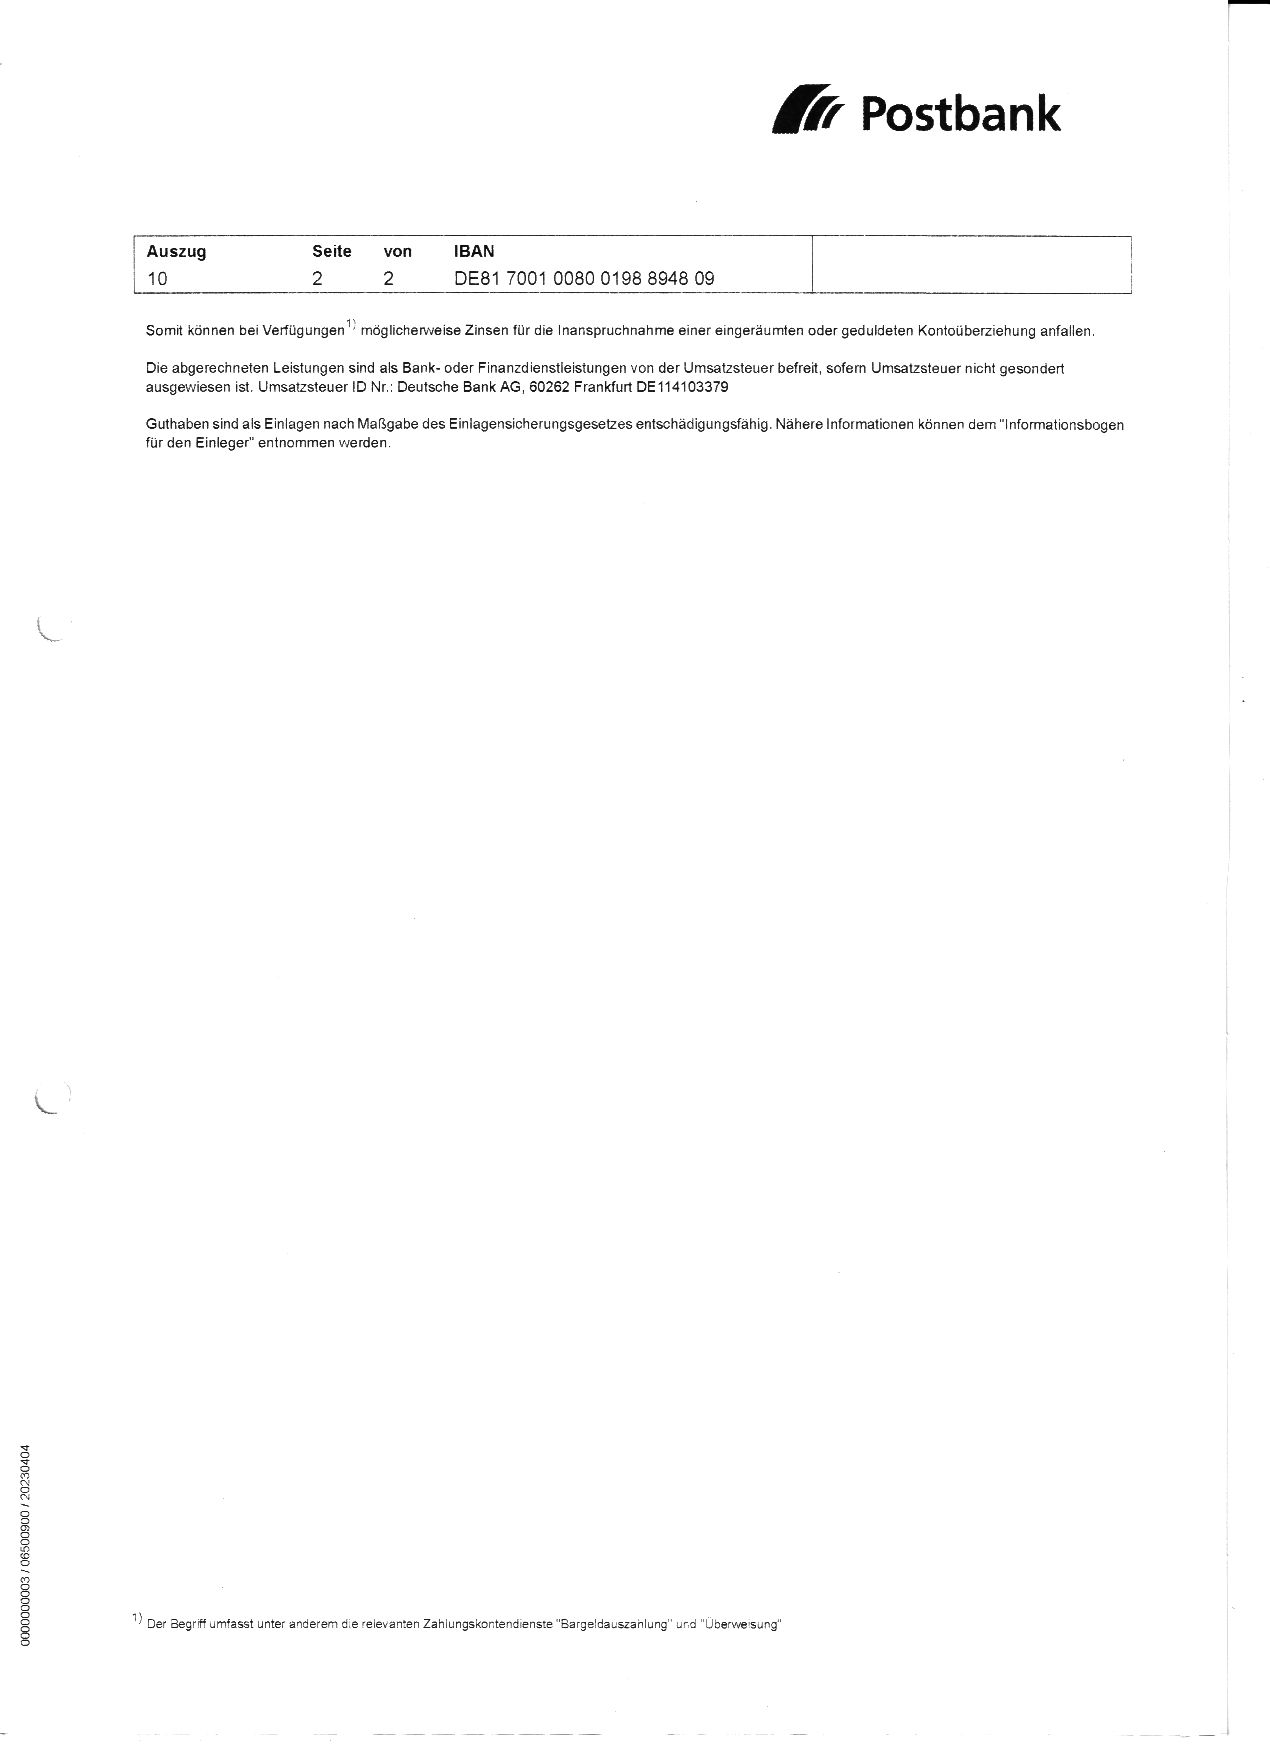 Postbank
Auszug Seite von IBAN
10 2 2 DE81 7001 0080 0198 8948 09
Somit können bei Verfügungen 1) möglicherweise Zinsen für die Inanspruchnahme einer eingeräumten oder geduldeten Kontoüberziehung anfallen.
Die abgerechneten Leistungen sind als Bank- oder Finanzdienstleistungen von der Umsatzsteuer befreit, sofern Umsatzsteuer nicht gesondert
ausgewiesen ist. Umsatzsteuer ID Nr.: Deutsche Bank AG, 60262 Frankfurt DE114103379
Guthaben sind als Einlagen nach Maßgabe des Einlagensicherungsgesetzes entschädigungsfähig. Nähere Informationen können dem "Informationsbogen
für den Einleger" entnommen werden.
000000003 / 06500900 / 20230404
1) Der Begriff umfasst unter anderem die relevanten Zahlungskontendienste "Bargeldauszahlung" und "Überweisung"